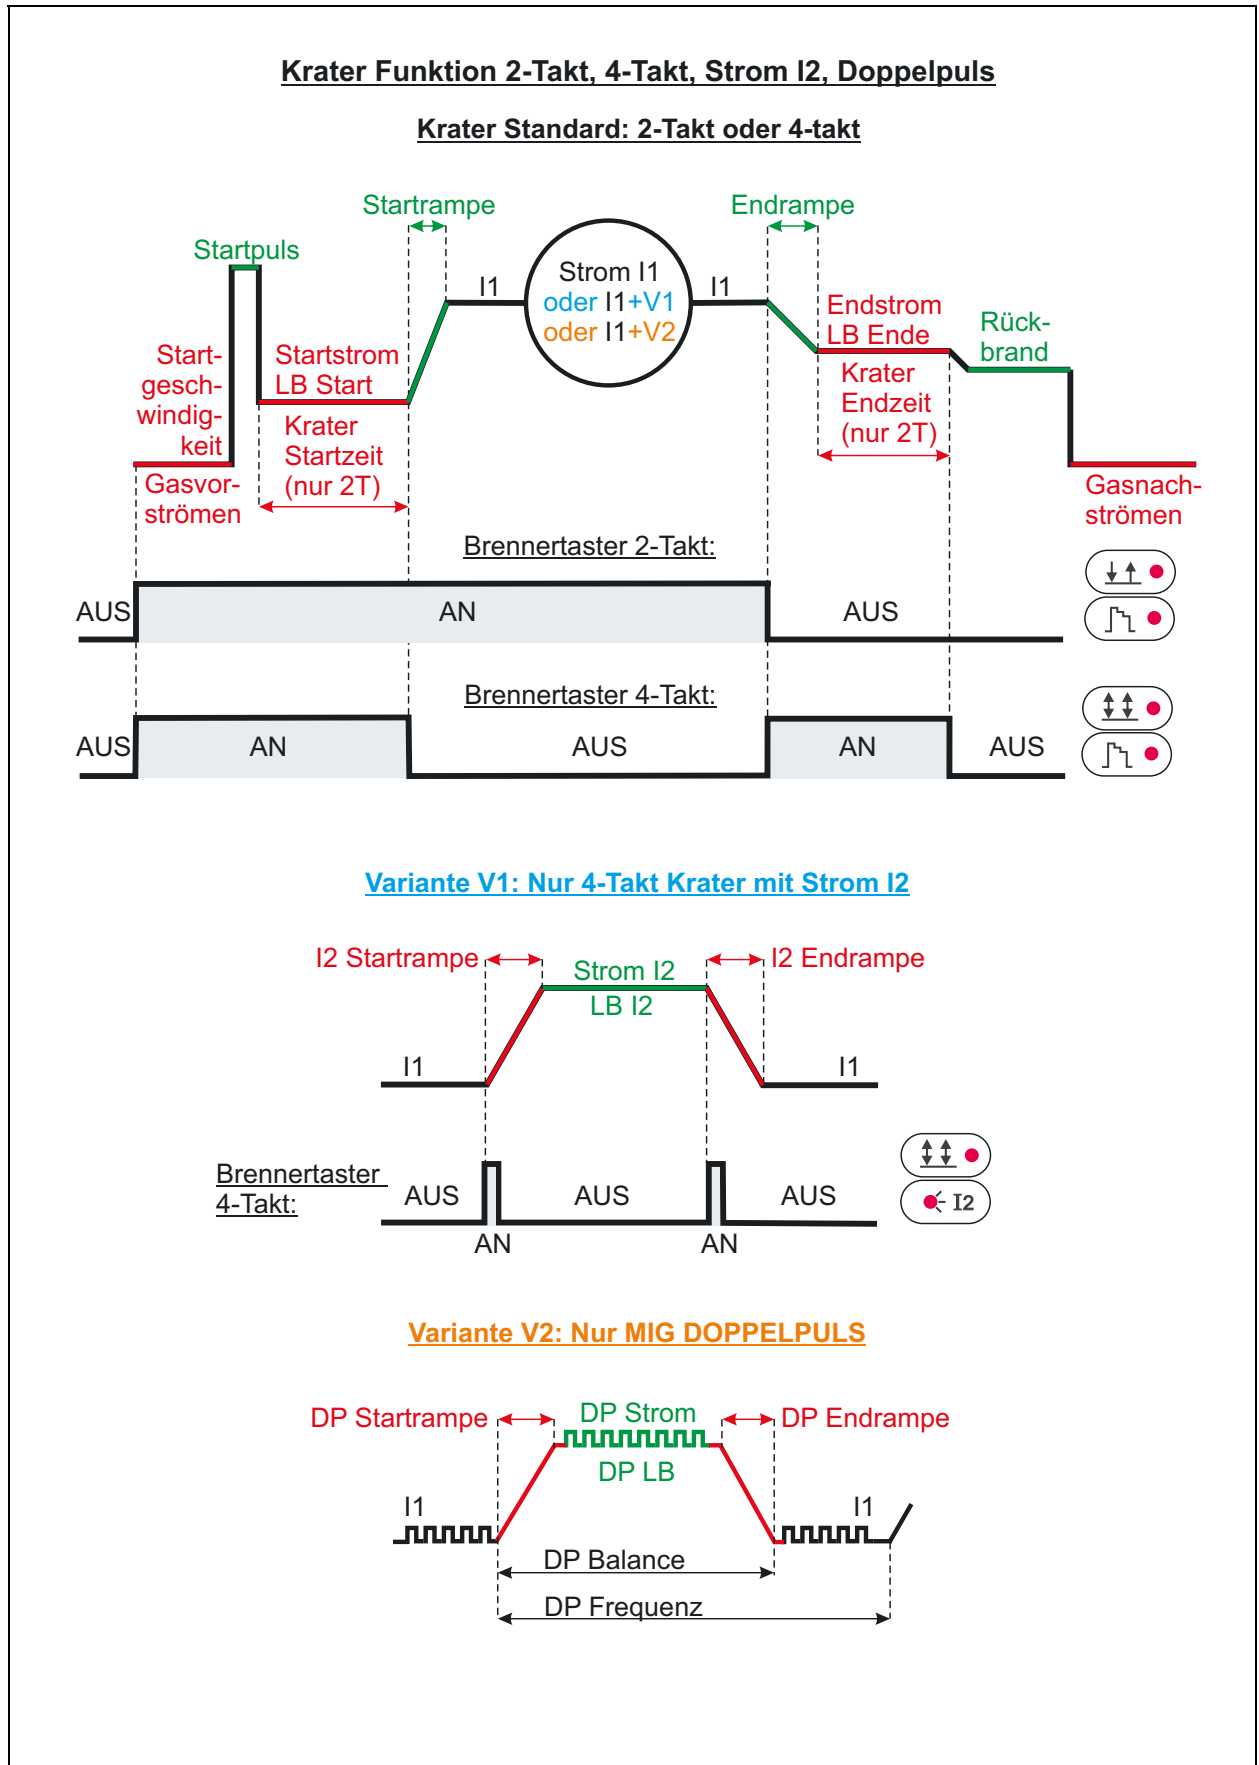 Krater Funktion 2-Takt, 4-Takt, Strom I2, Doppelpuls
Krater Standard: 2-Takt oder 4-takt
Startrampe
Endrampe
Startpuls
I1
Strom I1
oder I1+V1
oder I1+V2
I1
Start-
geschw-
windig-
keit
Startstrom
LB Start
Endstrom
LB Ende
Rück-
brand
Krater
Startzeit
(nur 2T)
Krater
Endzeit
(nur 2T)
Gasvor-
strömen
Gasnach-
strömen
Brennertaster 2-Takt:
AUS
AN
AUS
Brennertaster 4-Takt:
AUS
AN
AUS
AN
AUS
Variante V1: Nur 4-Takt Krater mit Strom I2
I2 Startrampe
Strom I2
LB I2
I2 Endrampe
I1
I1
Brennertaster
4-Takt:
AUS
AN
AUS
AN
AUS
I2
Variante V2: Nur MIG DOPPELPULS
DP Startrampe
DP Strom
DP LB
DP Endrampe
I1
I1
DP Balance
DP Frequenz